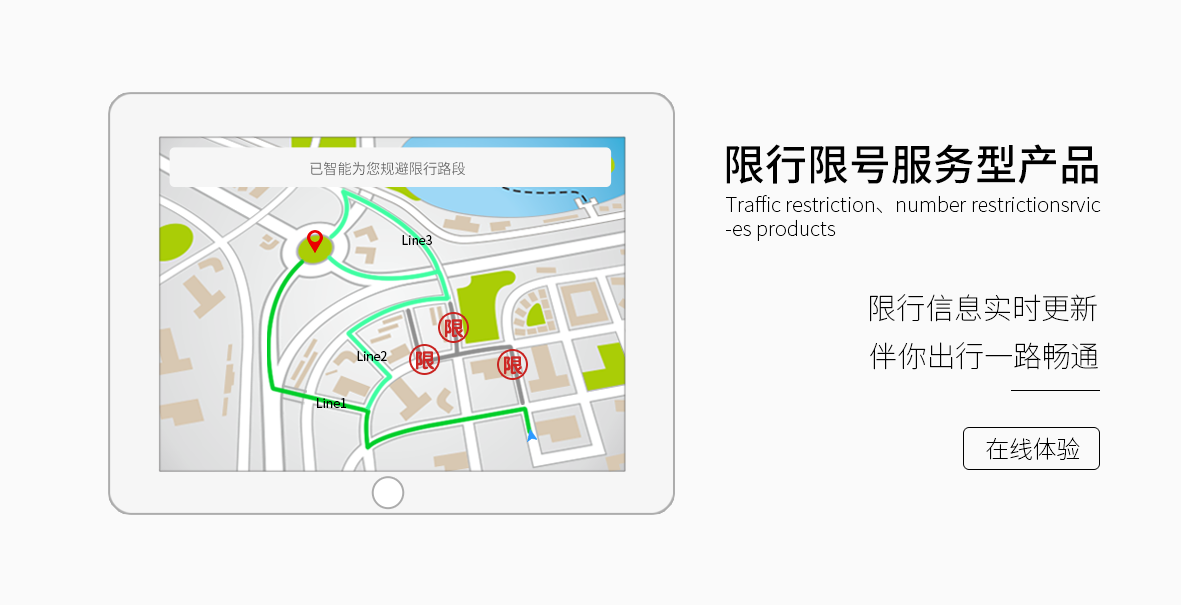 已智能为您规避限行路段
Line3
限
Line2
限
限
Line1
限行限号服务型产品
Traffic restriction、number restrictionsrvic
-es products
限行信息实时更新
伴你出行一路畅通
在线体验